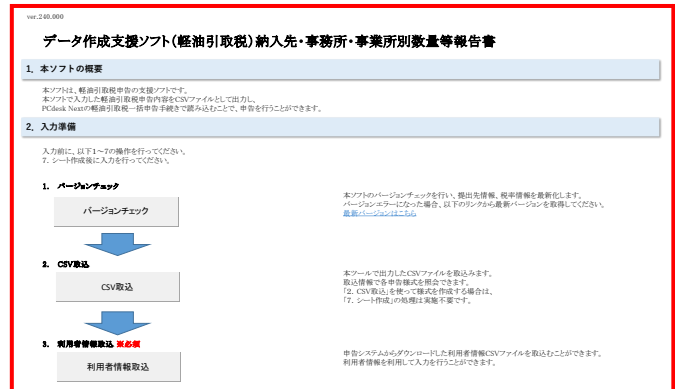 ver.240.000
データ作成支援ソフト(軽油引取税)納入先・事務所・事業所別数量等報告書
1. 本ソフトの概要
本ソフトは、軽油引取税申告の支援ソフトです。
本ソフトで入力した軽油引取税申告内容をCSVファイルとして出力し、
PCdesk Nextの軽油引取税一括申告手続きで読み込むことで、申告を行うことができます。
2. 入力準備
入力前に、以下1~7の操作を行ってください。
7. シート作成後に入力を行ってください。
1. バージョンチェック
バージョンチェック
本ソフトのバージョンチェックを行い、提出先情報、税率情報を最新化します。
バージョンエラーになった場合、以下のリンクから最新バージョンを取得してください。
最新バージョンはこちら
2. CSV取込
CSV取込
本ツールで出力したCSVファイルを取込みます。
取込情報で各申告様式を照会できます。
「2. CSV取込」を使って様式を作成する場合は、
「7. シート作成」の処理は実施不要です。
3. 利用者情報取込 ※必須
利用者情報取込
申告システムからダウンロードした利用者情報CSVファイルを取込むことができます。
利用者情報を利用して入力を行うことができます。